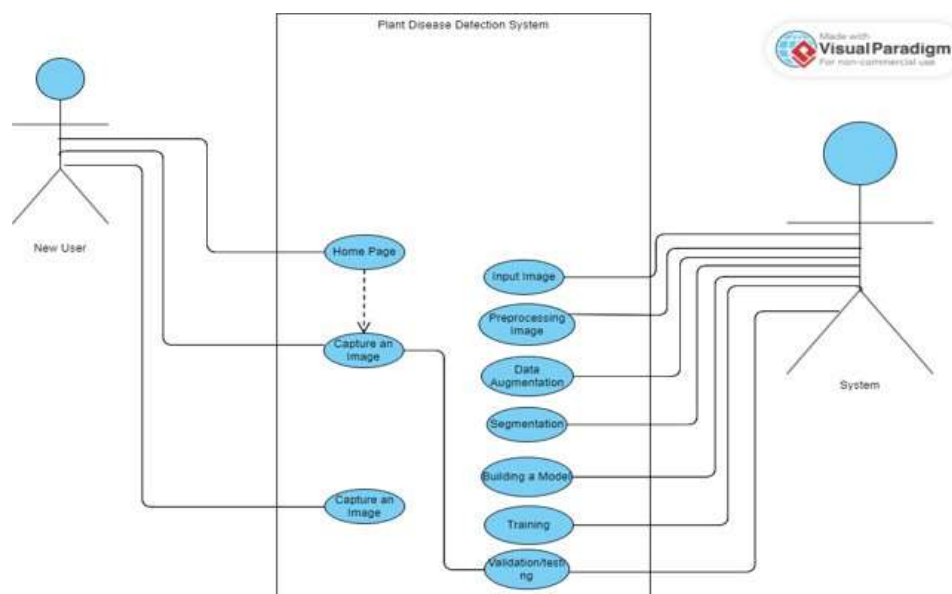 Plant Disease Detection System
Made with
Visual Paradigm
For non-commercial use
New User
Home Page
Input Image
Preprocessing
Image
Capture an
Image
Data
Augmentation
System
Segmentation
Building a Model
Capture an
Image
Training
Validation/testi
ng